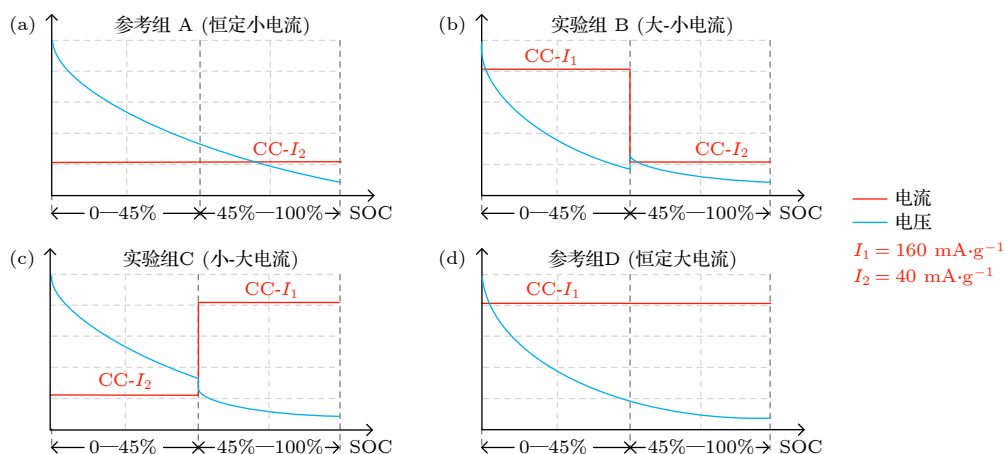 (a) 参考组 A (恒定小电流)
CC-I₂
0—45% 45%—100% SOC
(b) 实验组 B (大-小电流)
CC-I₁
CC-I₂
0—45% 45%—100% SOC
电流
电压
I₁ = 160 mA·g⁻¹
I₂ = 40 mA·g⁻¹
(c) 实验组C (小-大电流)
CC-I₁
CC-I₂
0—45% 45%—100% SOC
(d) 参考组D (恒定大电流)
CC-I₁
0—45% 45%—100% SOC